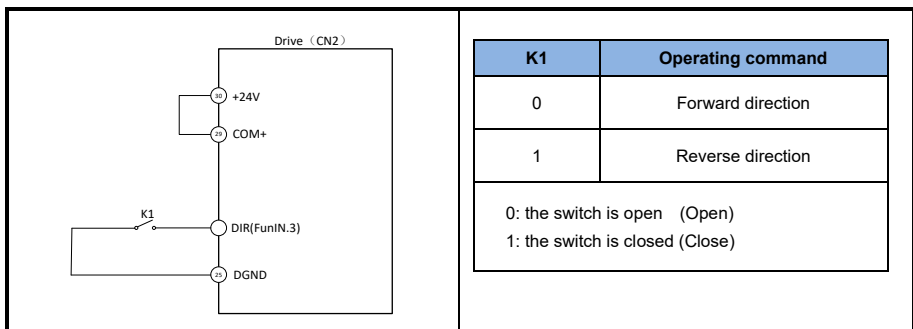 Drive（CN2）
30 +24V
29 COM+
K1
DIR(FunIN.3)
25 DGND
K1 Operating command
0 Forward direction
1 Reverse direction
0: the switch is open (Open)
1: the switch is closed (Close)